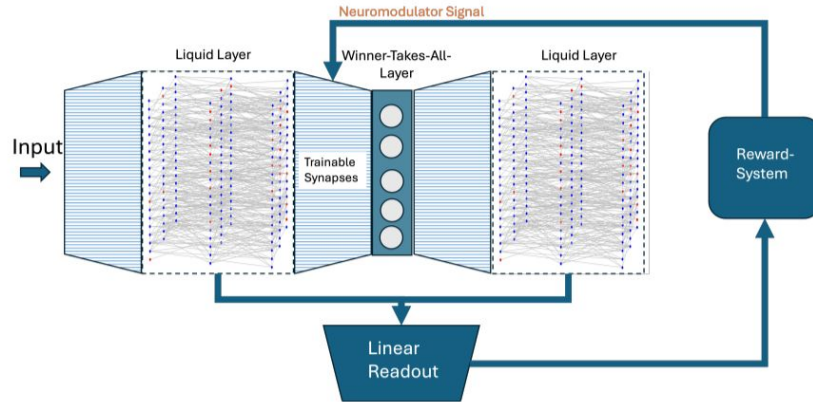 Neuromodulator Signal
Liquid Layer
Winner-Takes-All-
Layer
Liquid Layer
Input
Trainable
Synapses
Reward-
System
Linear
Readout